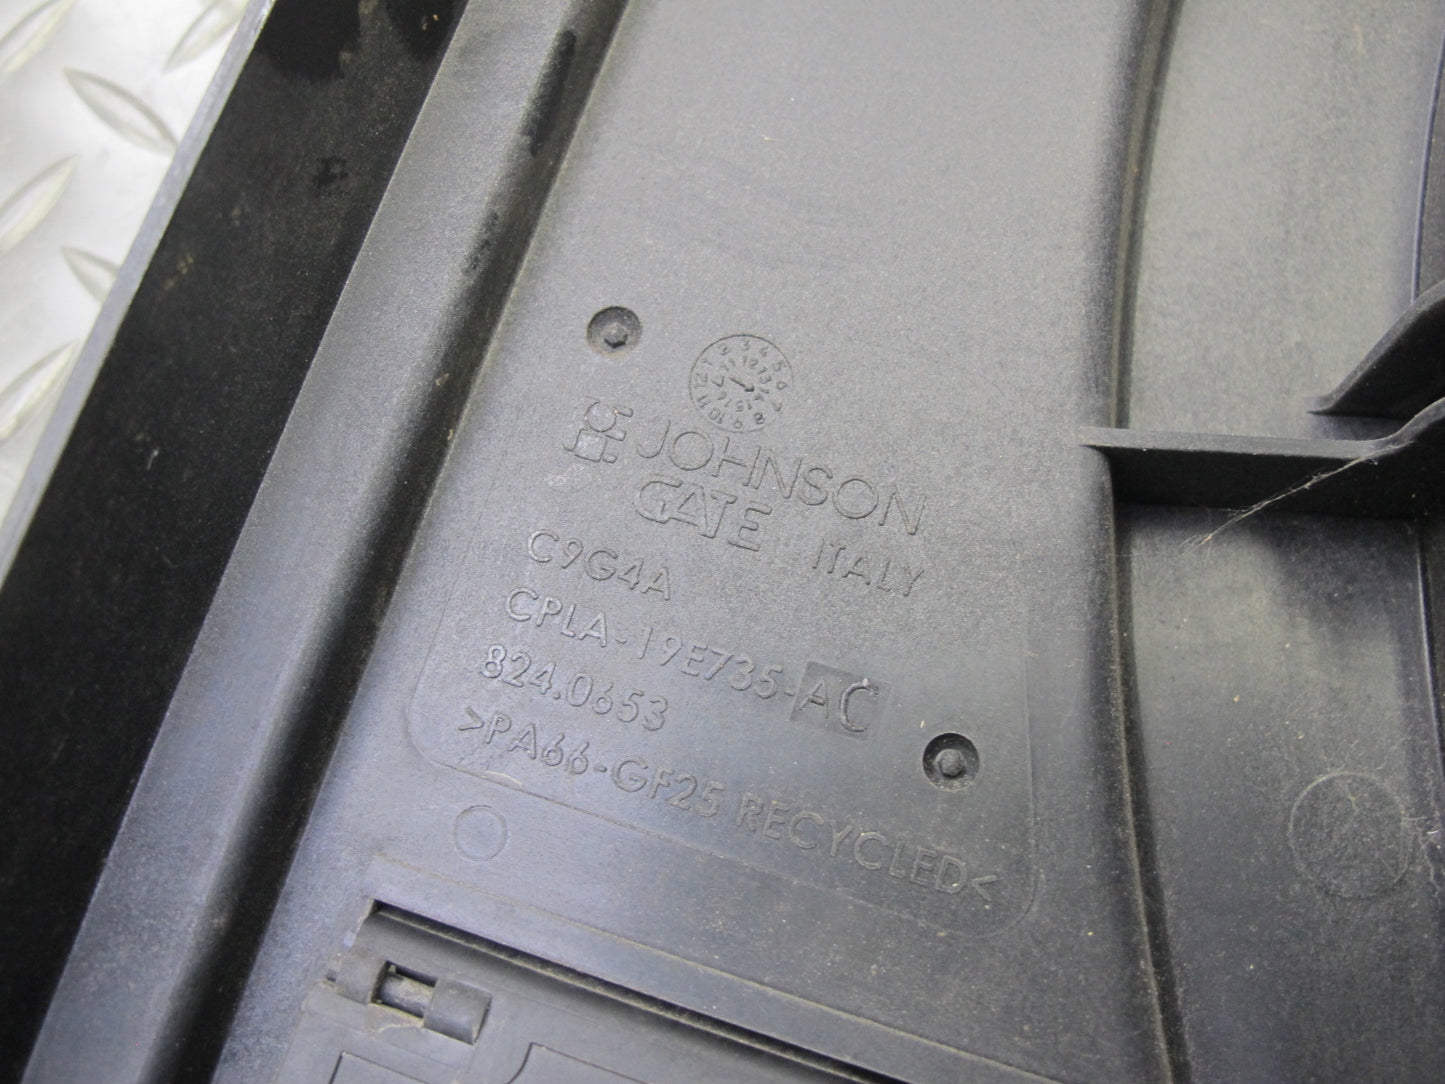 JOHNSON
GATE ITALY
C9G4A
CPLA-19E735-AC
824.0653
>PA66-GF25 RECYCLED<